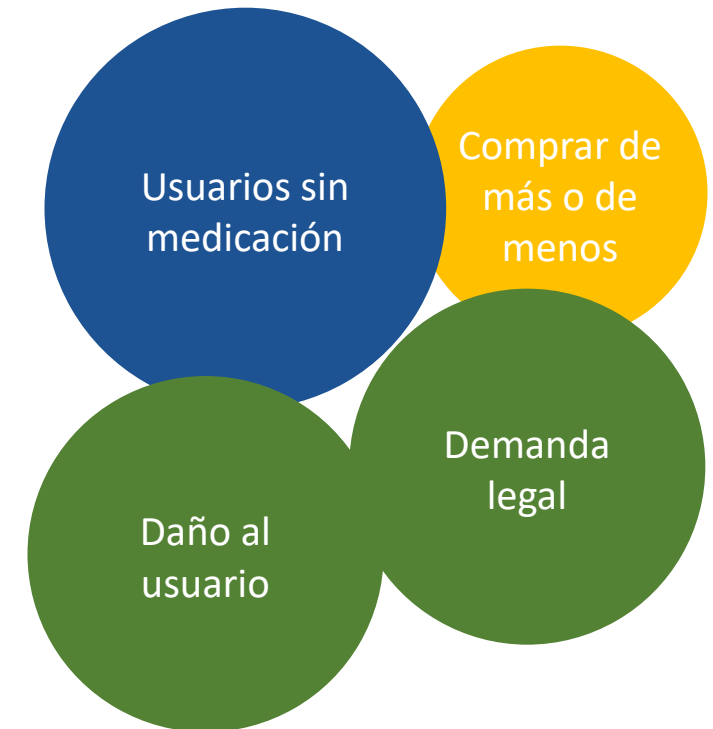 Usuarios sin
medicación
Comprar de
más o de
menos
Demanda
legal
Daño al
usuario